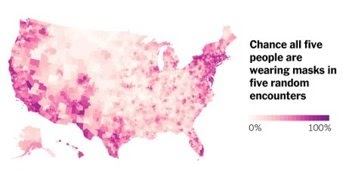 Chance all five
people are
wearing masks in
five random
encounters
0% 100%